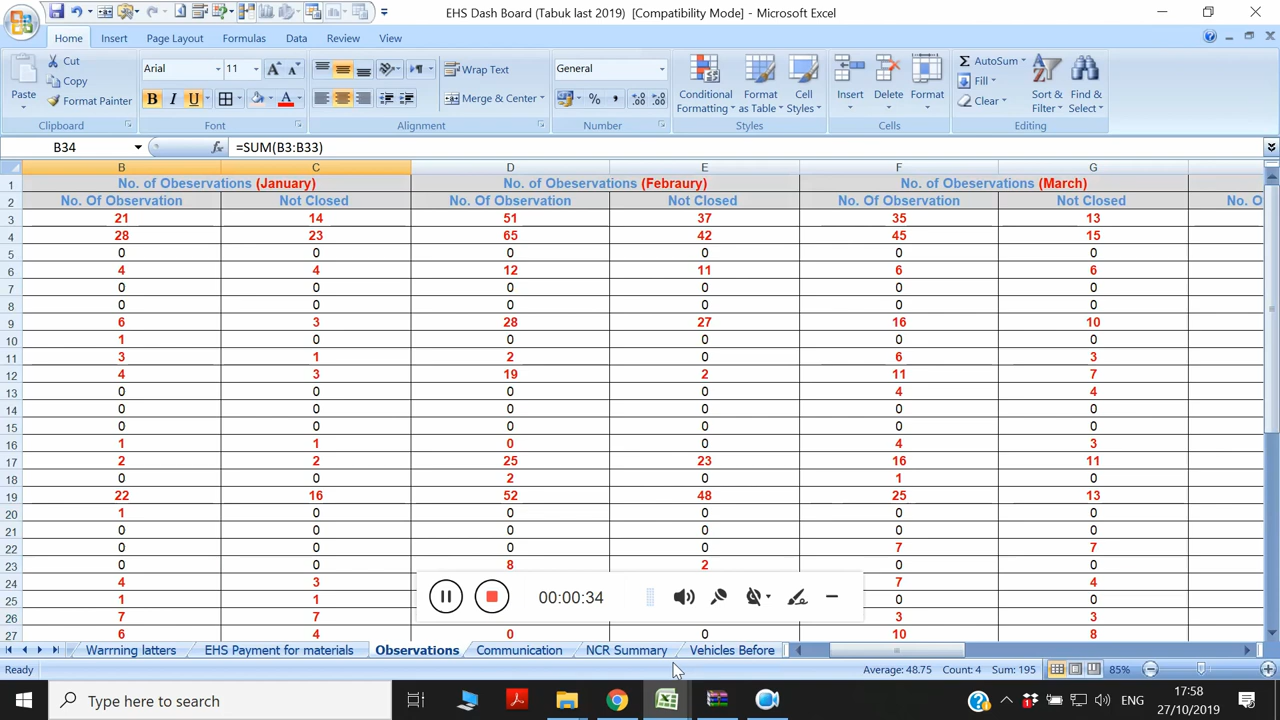 EHS Dash Board (Tabuk last 2019)  [Compatibility Mode] - Microsoft Excel
Home Insert Page Layout Formulas Data Review View
Paste Cut Copy Format Painter Clipboard
Arial 11 B I U Font
Wrap Text Merge & Center Alignment
General % , Number
Conditional Formatting Format as Table Cell Styles Styles
Insert Delete Format Cells
Σ AutoSum Fill Clear Sort & Filter Find & Select Editing
B34 fx =SUM(B3:B33)
B C D E F G
1 No. of Obeservations (January) No. of Obeservations (Febraury) No. of Obeservations (March)
2 No. Of Observation Not Closed No. Of Observation Not Closed No. Of Observation Not Closed No. O
3 21 14 51 37 35 13
4 28 23 65 42 45 15
5 0 0 0 0 0 0
6 4 4 12 11 6 6
7 0 0 0 0 0 0
8 0 0 0 0 0 0
9 6 3 28 27 16 10
10 1 0 0 0 0 0
11 3 1 2 0 6 3
12 4 3 19 2 11 7
13 0 0 0 0 4 4
14 0 0 0 0 0 0
15 0 0 0 0 0 0
16 1 1 0 0 4 3
17 2 2 25 23 16 11
18 0 0 2 0 1 0
19 22 16 52 48 25 13
20 1 0 0 0 0 0
21 0 0 0 0 0 0
22 0 0 0 0 7 7
23 0 0 8 2 0 0
24 4 3 7 4
25 1 1 0 0
26 7 7 3 3
27 6 4 0 0 10 8
00:00:34
Warrning latters EHS Payment for materials Observations Communication NCR Summary Vehicles Before
Ready Average: 48.75 Count: 4 Sum: 195 85%
Type here to search ENG 17:58
27/10/2019